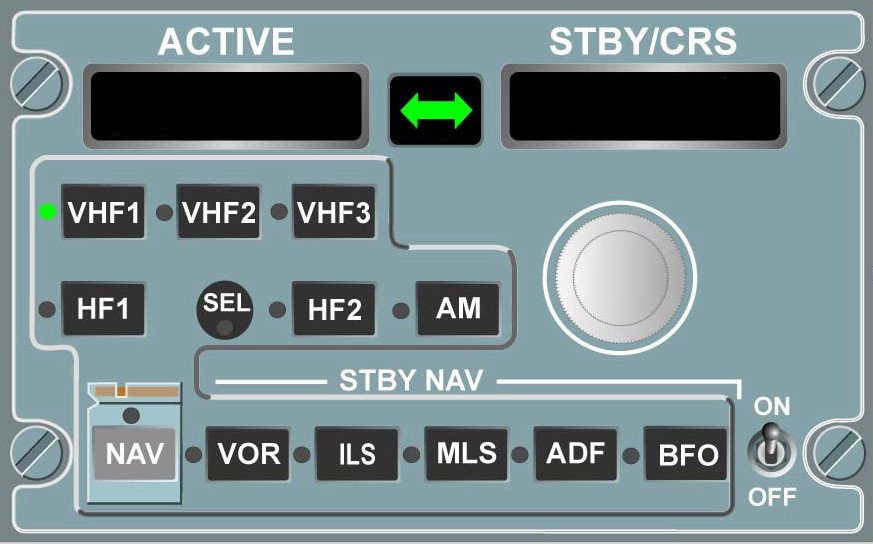 ACTIVE STBY/CRS
VHF1 VHF2 VHF3
HF1 SEL HF2 AM
STBY NAV
ON
NAV VOR ILS MLS ADF BFO
OFF